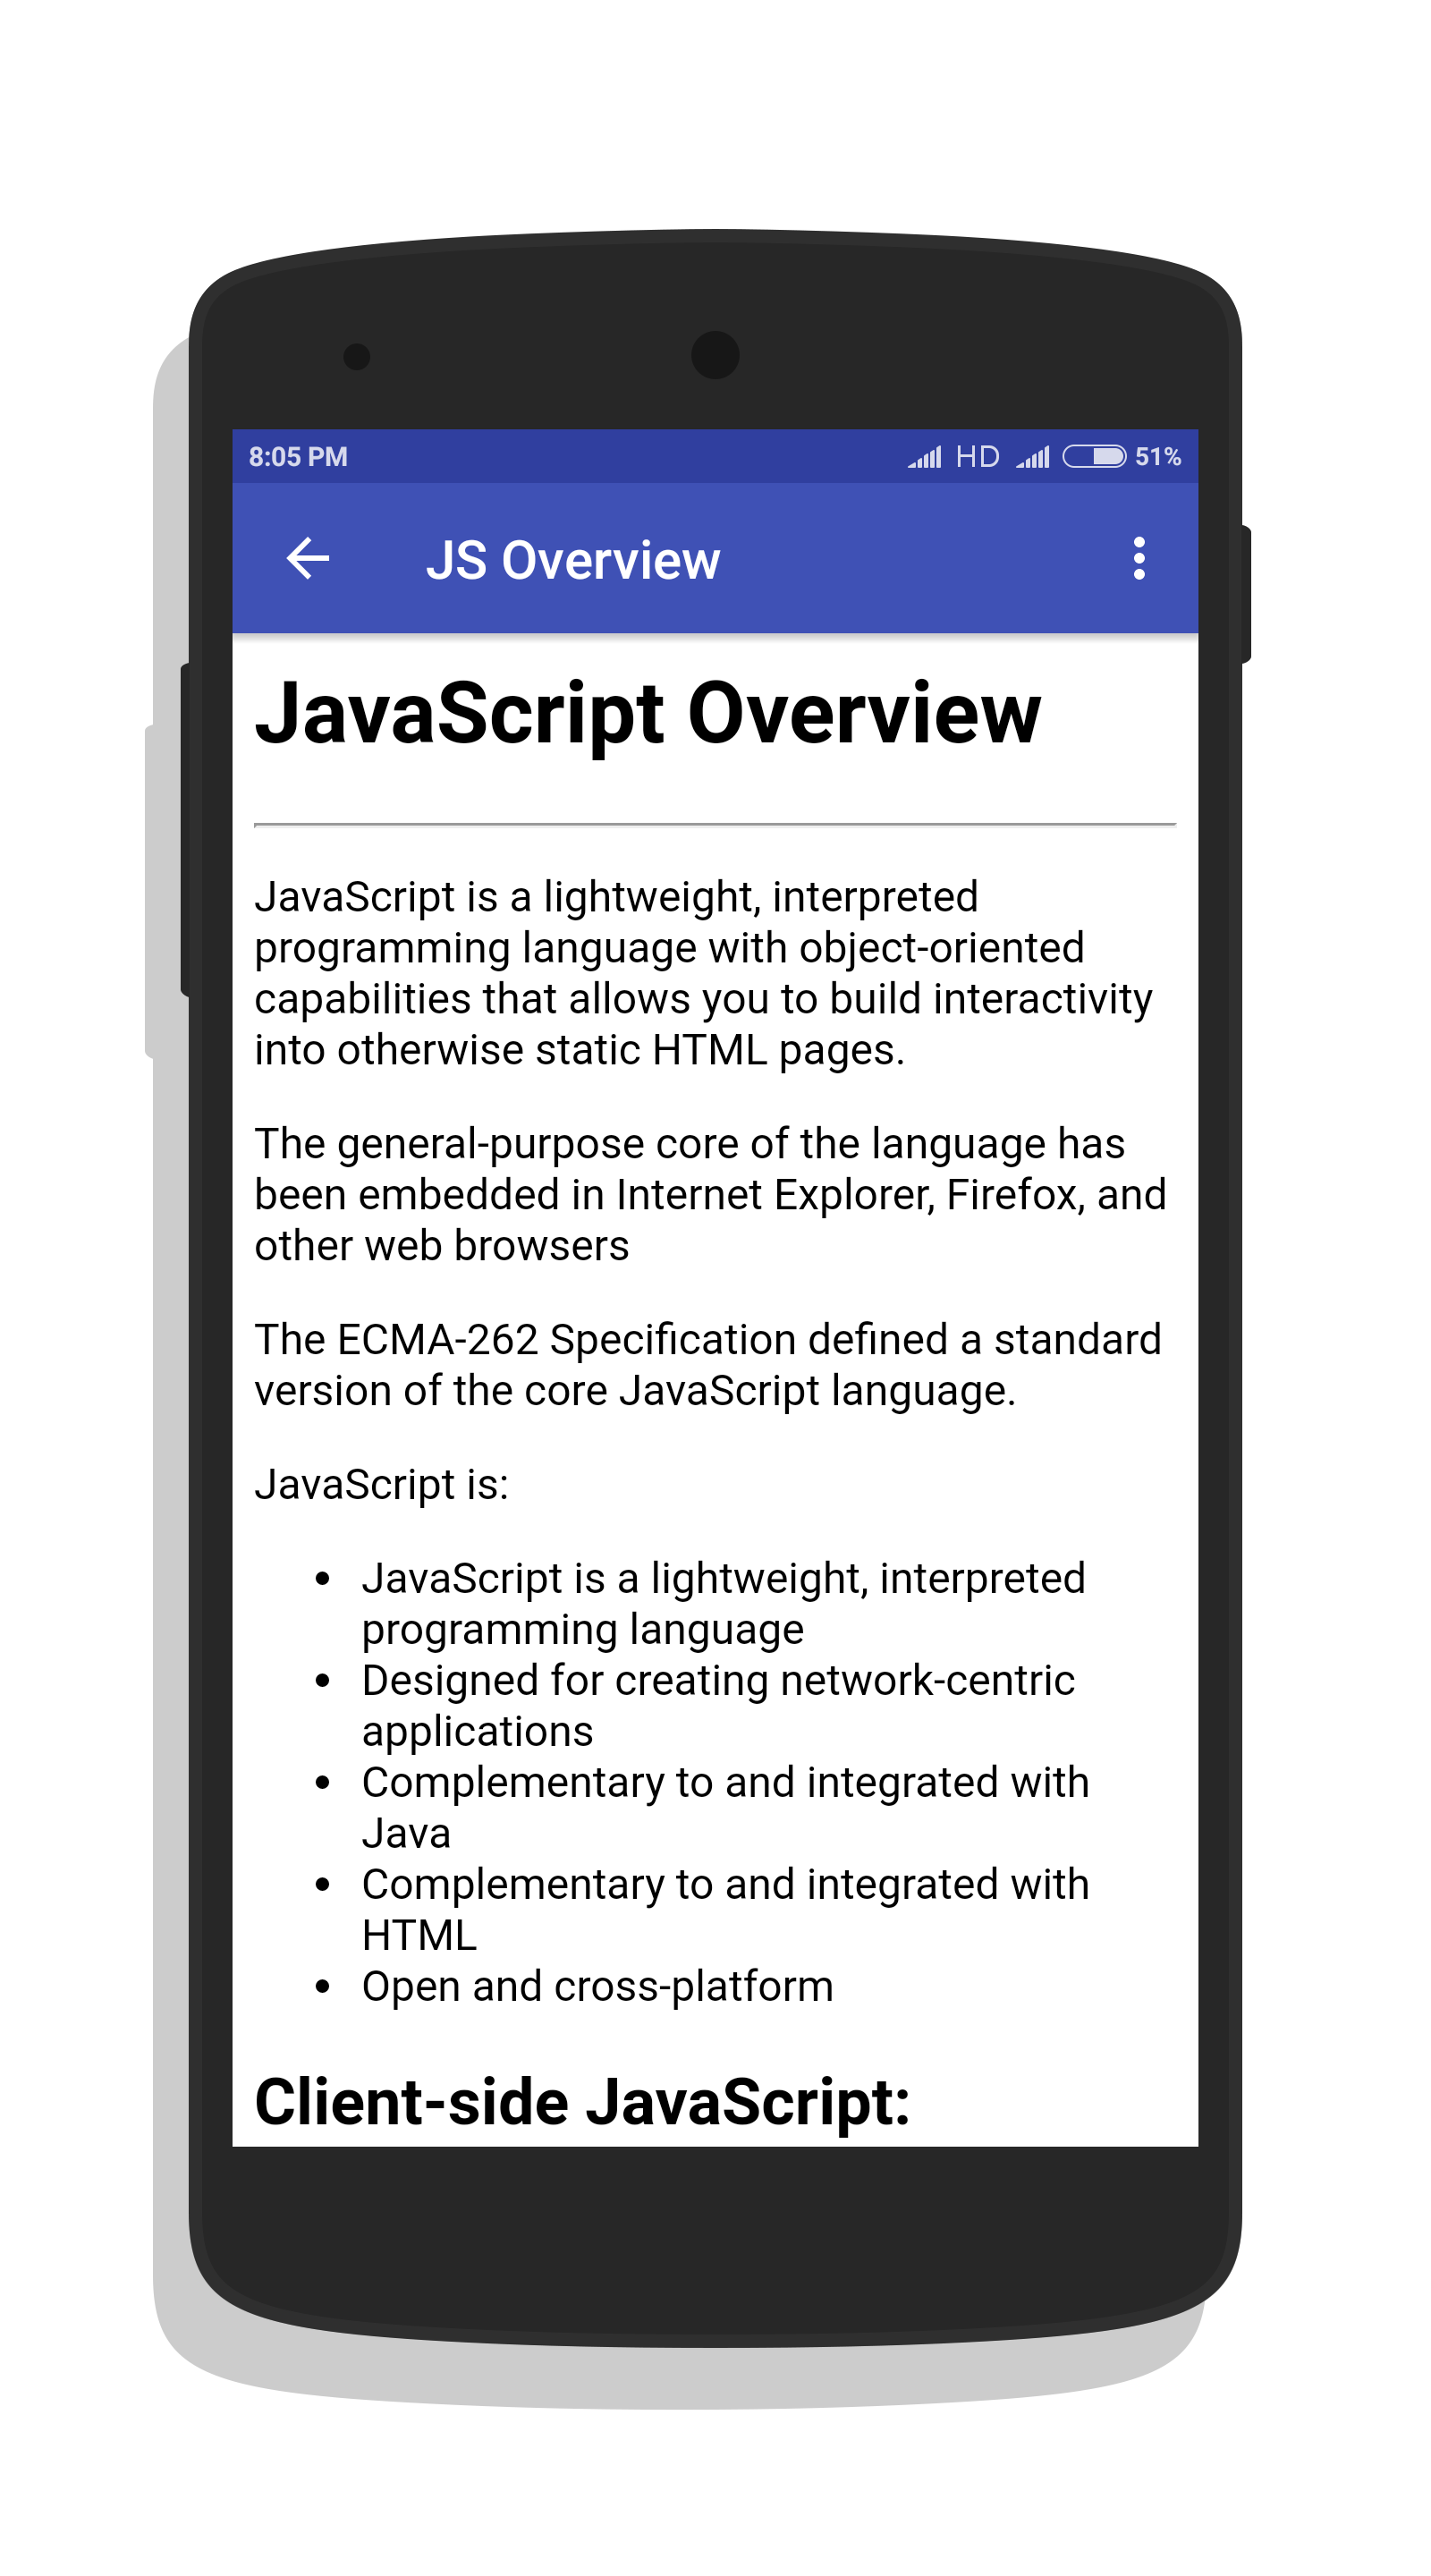 8:05 PM HD 51%
JS Overview
JavaScript Overview
JavaScript is a lightweight, interpreted
programming language with object-oriented
capabilities that allows you to build interactivity
into otherwise static HTML pages.
The general-purpose core of the language has
been embedded in Internet Explorer, Firefox, and
other web browsers
The ECMA-262 Specification defined a standard
version of the core JavaScript language.
JavaScript is:
• JavaScript is a lightweight, interpreted
programming language
• Designed for creating network-centric
applications
• Complementary to and integrated with
Java
• Complementary to and integrated with
HTML
• Open and cross-platform
Client-side JavaScript: